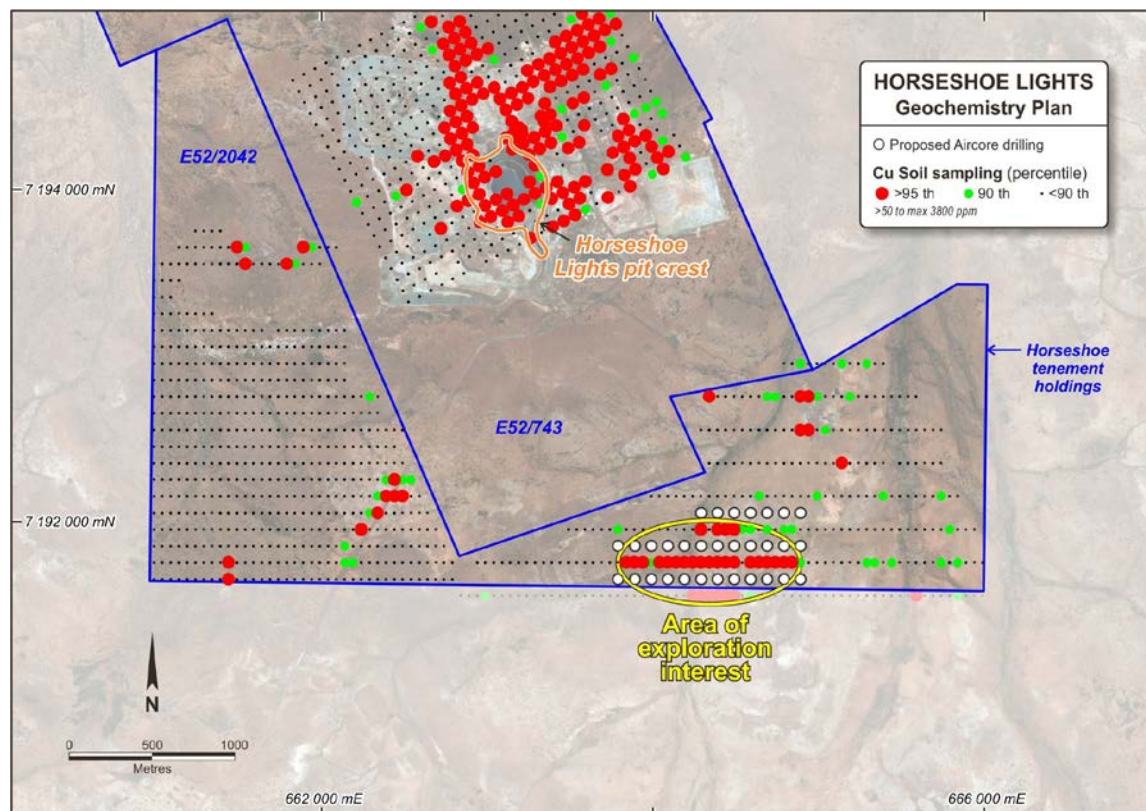 HORSESHOE LIGHTS
Geochemistry Plan
Proposed Aircore drilling
Cu Soil sampling (percentile)
>95 th 90 th <90 th
>50 to max 3800 ppm
E52/2042
7 194 000 mN
Horseshoe
Lights pit crest
Horseshoe
tenement
holdings
E52/743
7 192 000 mN
Area of
exploration
interest
N
0 500 1000
Metres
662 000 mE
666 000 mE